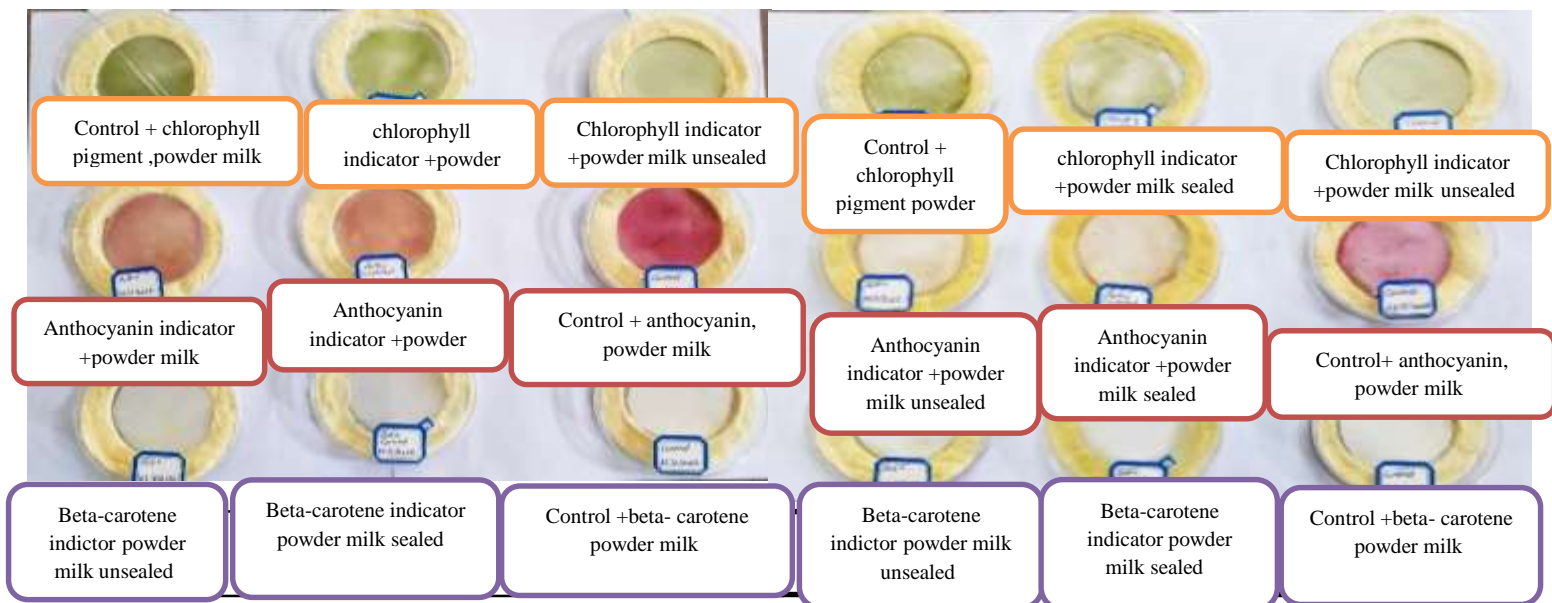 Control + chlorophyll
pigment ,powder milk
chlorophyll
indicator +powder
Chlorophyll indicator
+powder milk unsealed
Control +
chlorophyll
pigment powder
chlorophyll indicator
+powder milk sealed
Chlorophyll indicator
+powder milk unsealed
Anthocyanin indicator
+powder milk
Anthocyanin
indicator +powder
Control + anthocyanin,
powder milk
Anthocyanin
indicator +powder
milk unsealed
Anthocyanin
indicator +powder
milk sealed
Control+ anthocyanin,
powder milk
Beta-carotene
indictor powder
milk unsealed
Beta-carotene indicator
powder milk sealed
Control +beta- carotene
powder milk
Beta-carotene
indictor powder milk
unsealed
Beta-carotene
indicator powder
milk sealed
Control +beta- carotene
powder milk